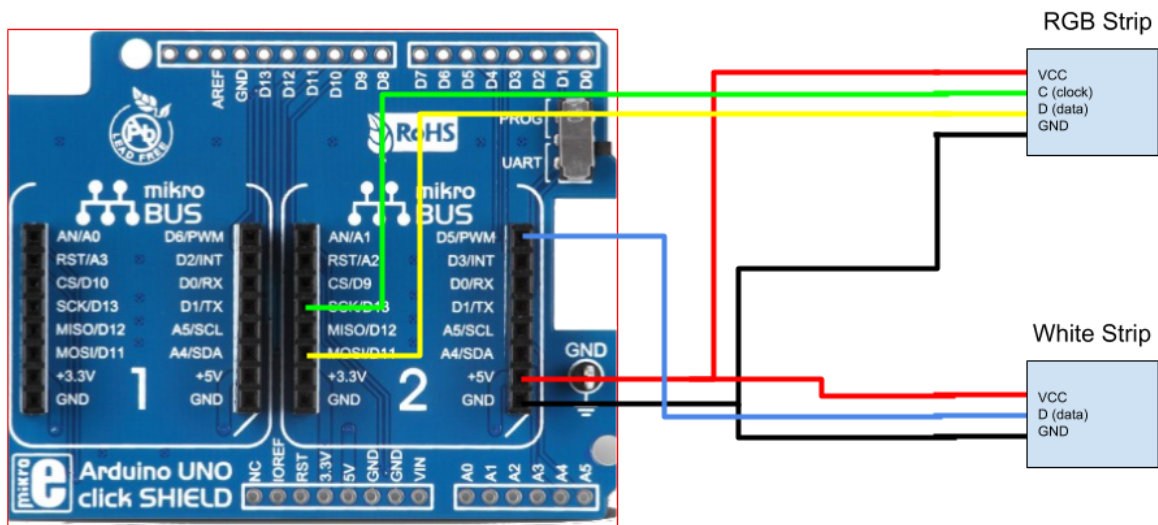 RGB Strip
VCC
C (clock)
D (data)
GND
AREF
GND
D13
D12
D11
D10
D9
D8
D7
D6
D5
D4
D3
D2
D1
D0
Pb
LEAD FREE
RoHS
PROG
UART
mikro
BUS
mikro
BUS
AN/A0 D6/PWM
RST/A3 D2/INT
CS/D10 D0/RX
SCK/D13 D1/TX
MISO/D12 A5/SCL
MOSI/D11 A4/SDA
+3.3V +5V
GND GND
1
AN/A1 D5/PWM
RST/A2 D3/INT
CS/D9 D0/RX
SCK/D13 D1/TX
MISO/D12 A5/SCL
MOSI/D11 A4/SDA
+3.3V +5V
GND GND
2
GND
White Strip
VCC
D (data)
GND
mikro
e
Arduino UNO
click SHIELD
NC
IOREF
RST
3.3V
5V
GND
GND
VIN
A0
A1
A2
A3
A4
A5